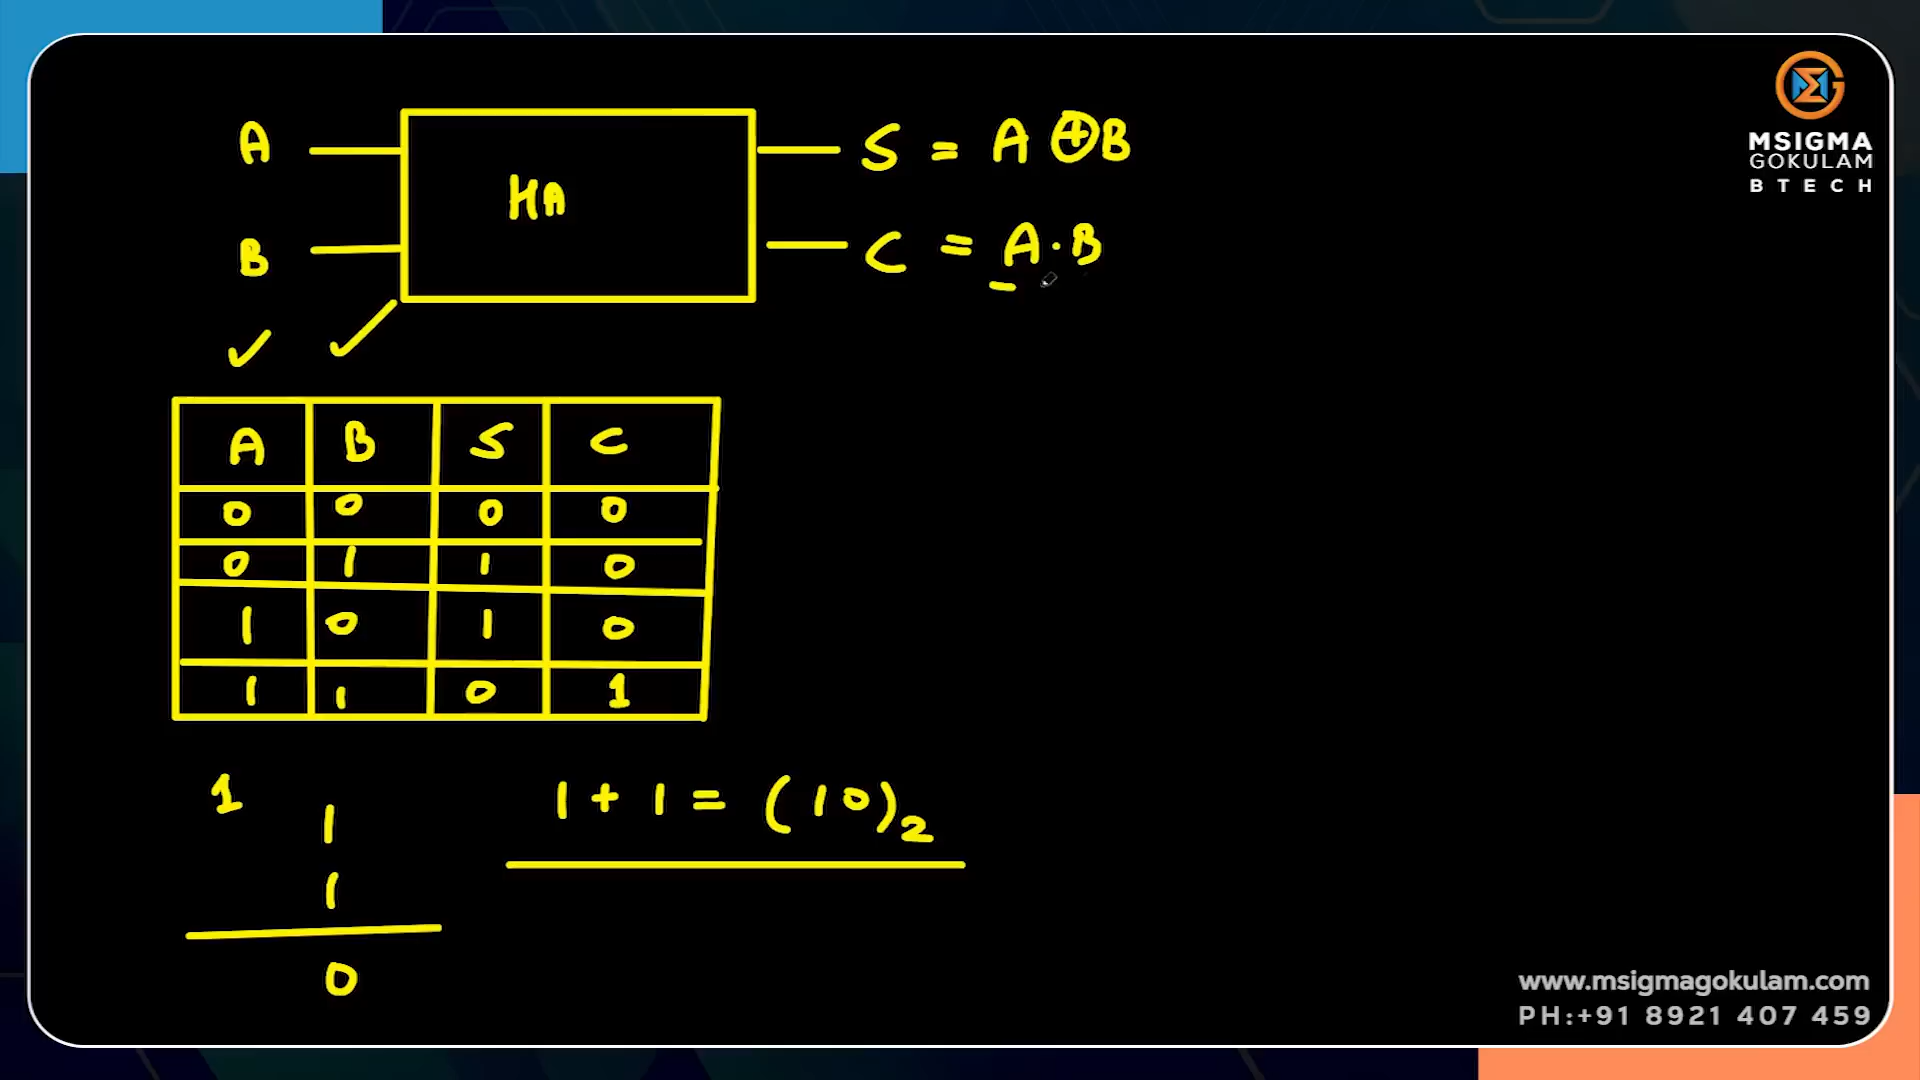 MSIGMA
GOKULAM
BTECH
A
B
HA
S = A ⊕ B
C = A · B
A B S C
0 0 0 0
0 1 1 0
1 0 1 0
1 1 0 1
1
1
1
0
1 + 1 = (10)₂
www.msigmagokulam.com
PH:+91 8921 407 459